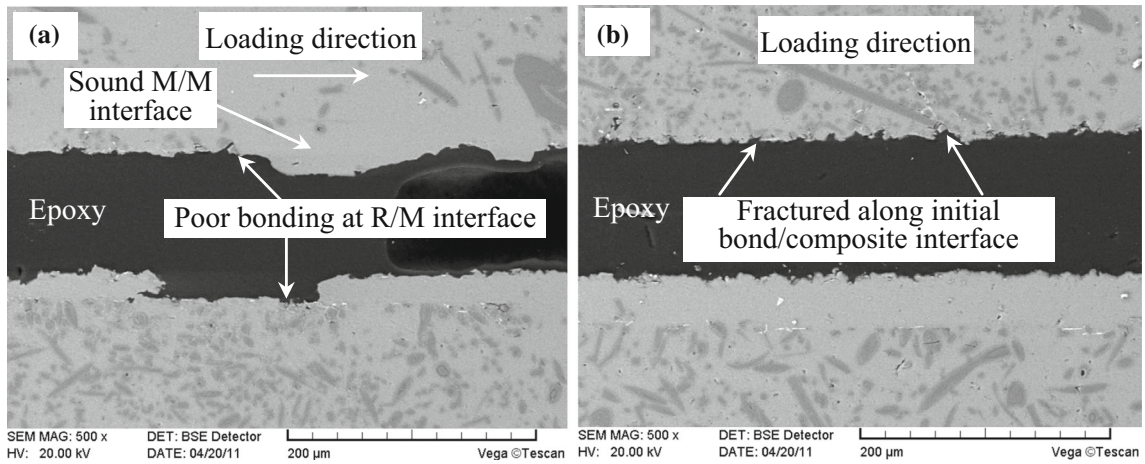 (a)
Loading direction
Sound M/M
interface
Epoxy
Poor bonding at R/M interface
SEM MAG: 500 x
DET: BSE Detector
HV: 20.00 kV
DATE: 04/20/11
200 µm
Vega ©Tescan
(b)
Loading direction
Epoxy
Fractured along initial
bond/composite interface
SEM MAG: 500 x
DET: BSE Detector
HV: 20.00 kV
DATE: 04/20/11
200 µm
Vega ©Tescan